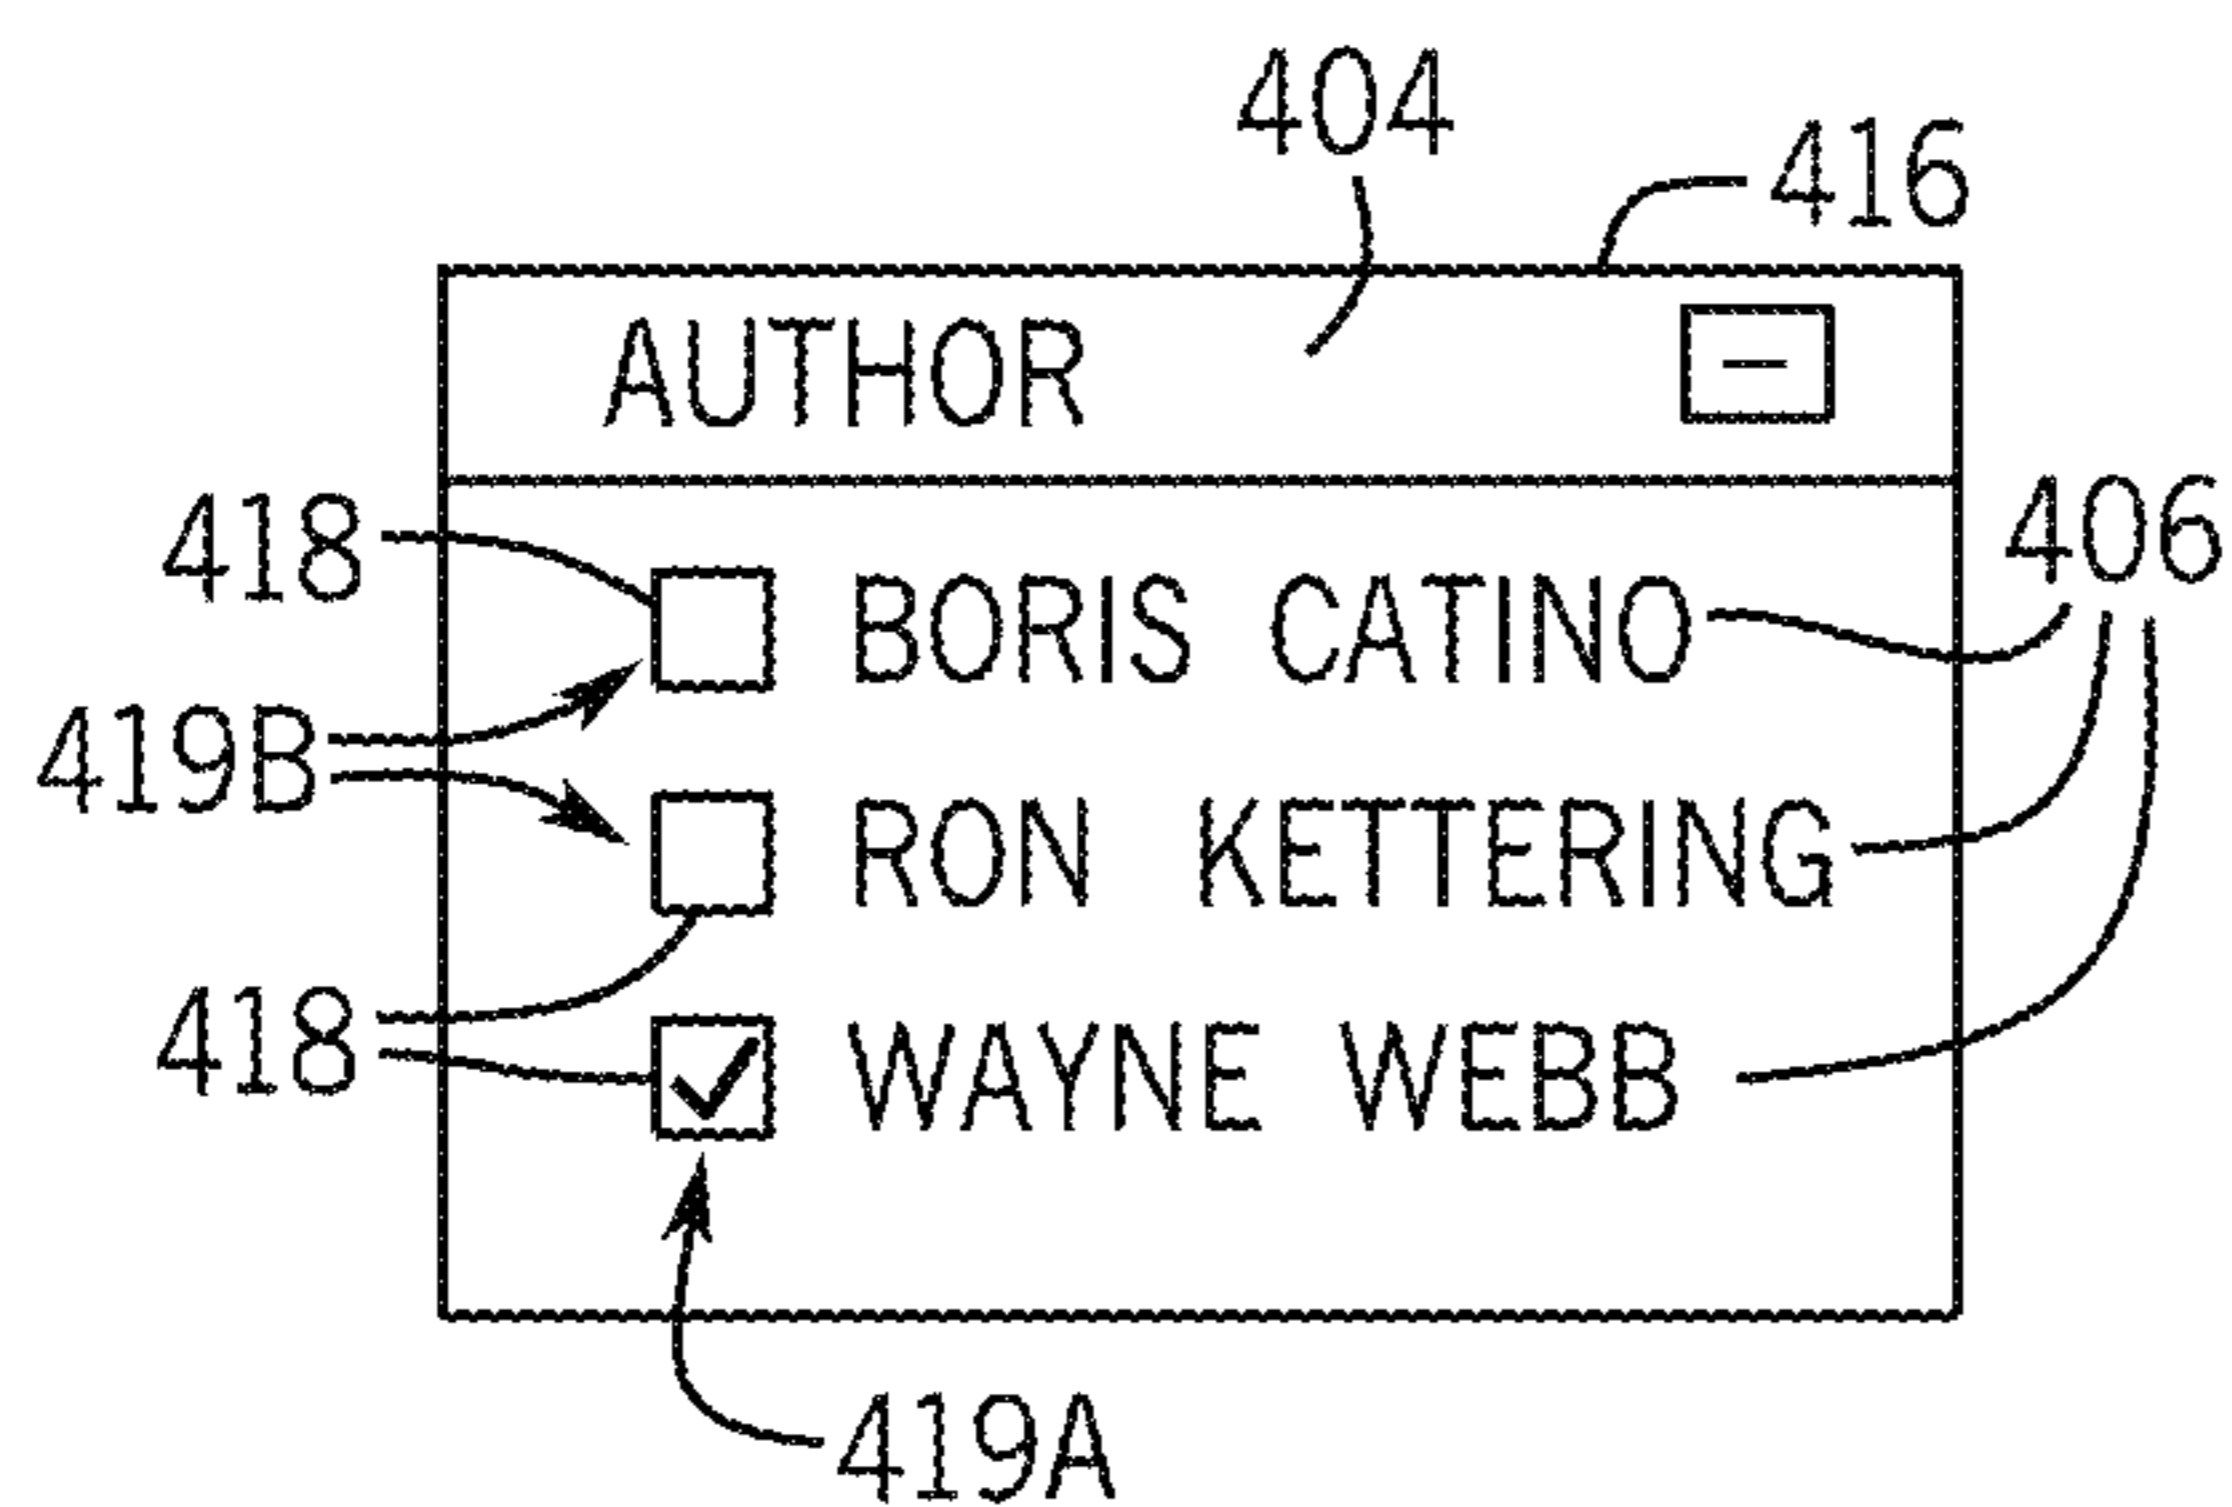 404
416
AUTHOR
418
406
BORIS CATINO
419B
RON KETTERING
418
WAYNE WEBB
419A